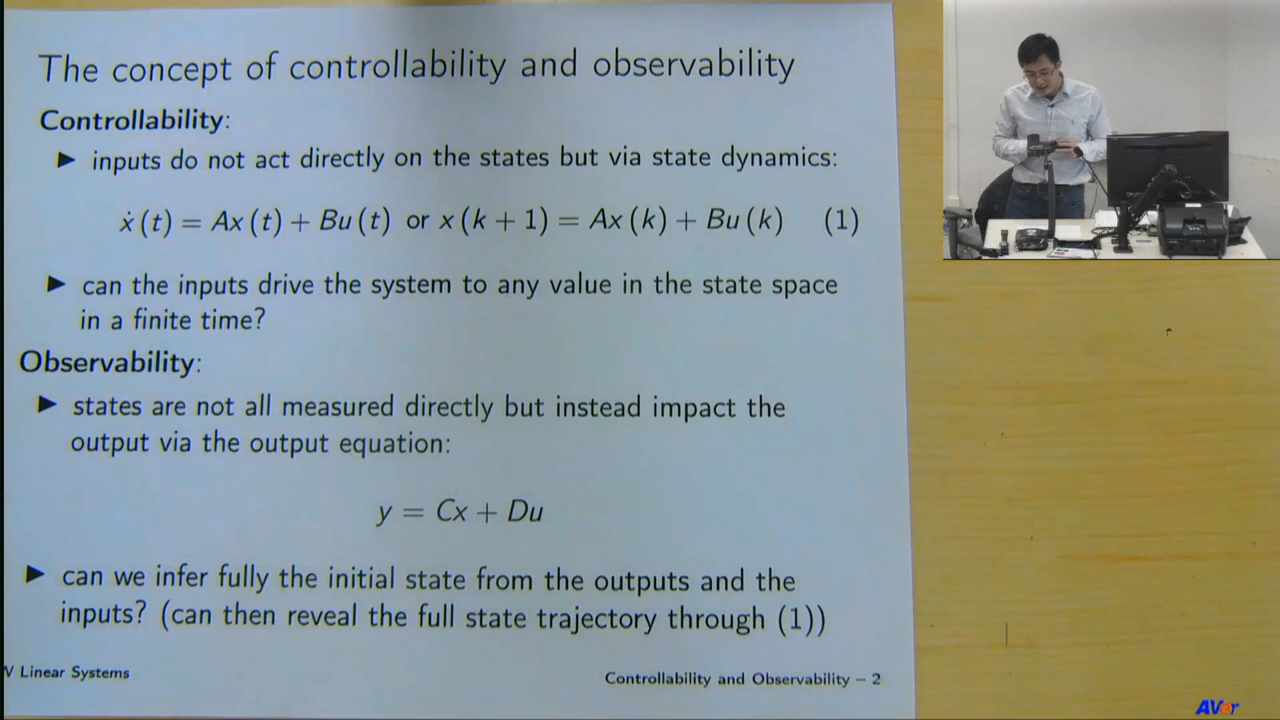 The concept of controllability and observability
Controllability:
▶ inputs do not act directly on the states but via state dynamics:
ẋ(t) = Ax(t) + Bu(t) or x(k + 1) = Ax(k) + Bu(k) (1)
▶ can the inputs drive the system to any value in the state space
in a finite time?
Observability:
▶ states are not all measured directly but instead impact the
output via the output equation:
y = Cx + Du
▶ can we infer fully the initial state from the outputs and the
inputs? (can then reveal the full state trajectory through (1))
Linear Systems
Controllability and Observability – 2
AVer